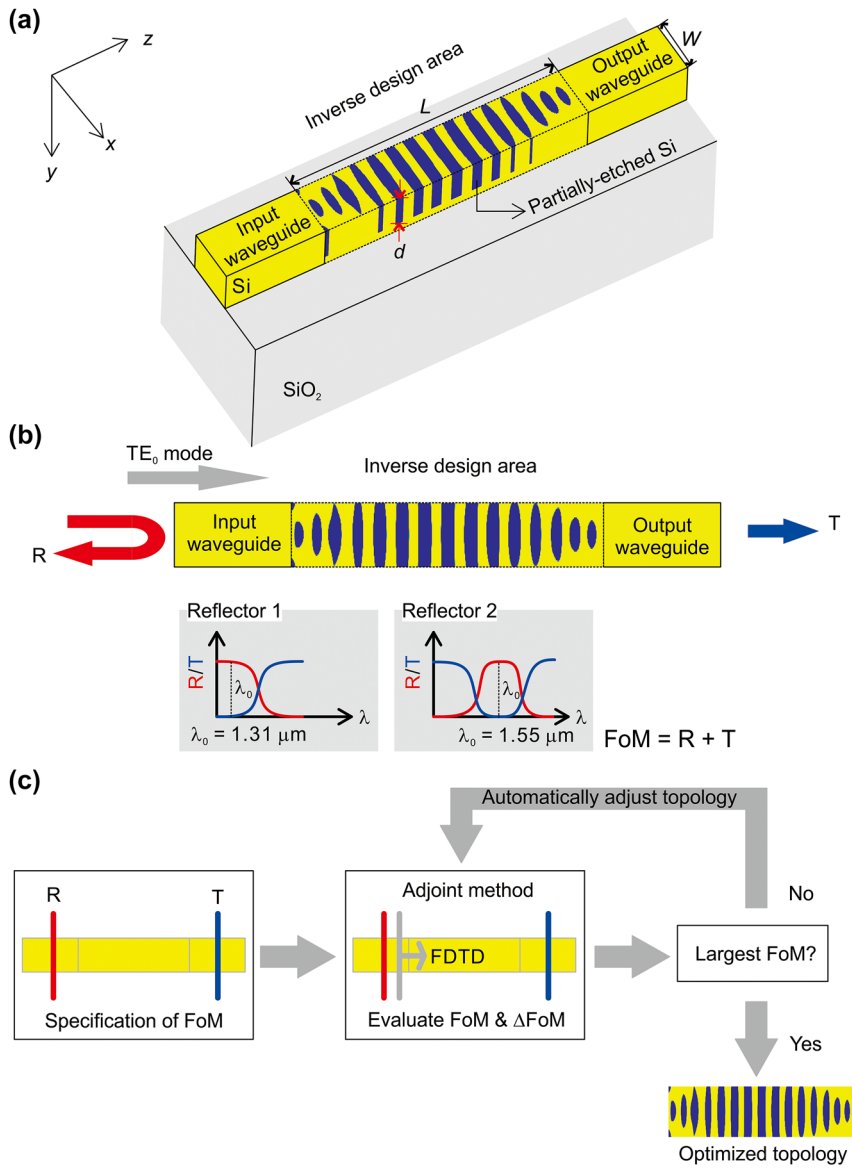 (a)
z
x
y
Inverse design area
L
W
Output
waveguide
Input
waveguide
Partially-etched Si
d
Si
SiO₂
(b)
TE₀ mode
Inverse design area
Input
waveguide
Output
waveguide
R
T
Reflector 1
R/T
λ₀
λ
λ₀ = 1.31 μm
Reflector 2
R/T
λ₀
λ
λ₀ = 1.55 μm
FoM = R + T
(c)
Automatically adjust topology
R
T
Specification of FoM
Adjoint method
FDTD
Evaluate FoM & ΔFoM
No
Largest FoM?
Yes
Optimized topology